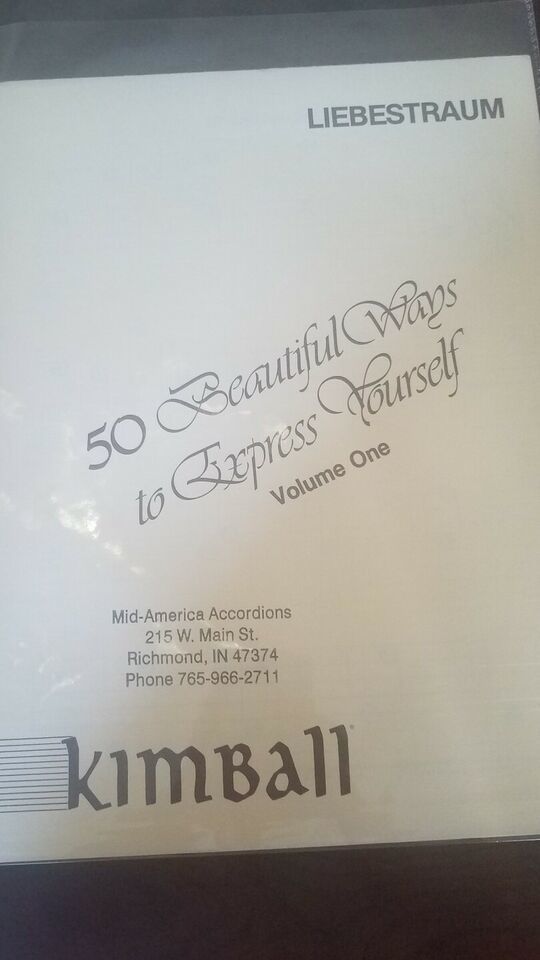 LIEBESTRAUM
50 Beautiful Ways
to Express Yourself
Volume One
Mid-America Accordions
215 W. Main St.
Richmond, IN 47374
Phone 765-966-2711
KIMBALL®